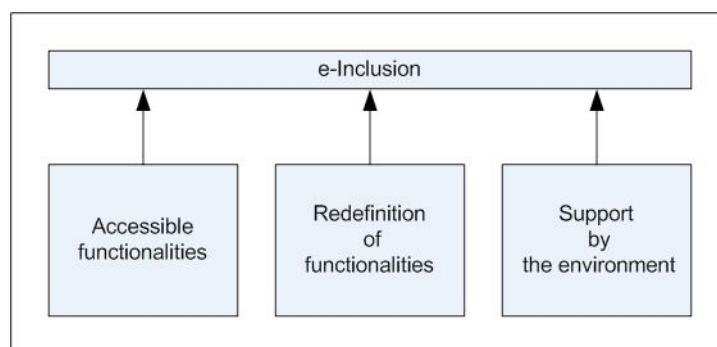 e-Inclusion
Accessible
functionalities
Redefinition
of
functionalities
Support
by
the environment